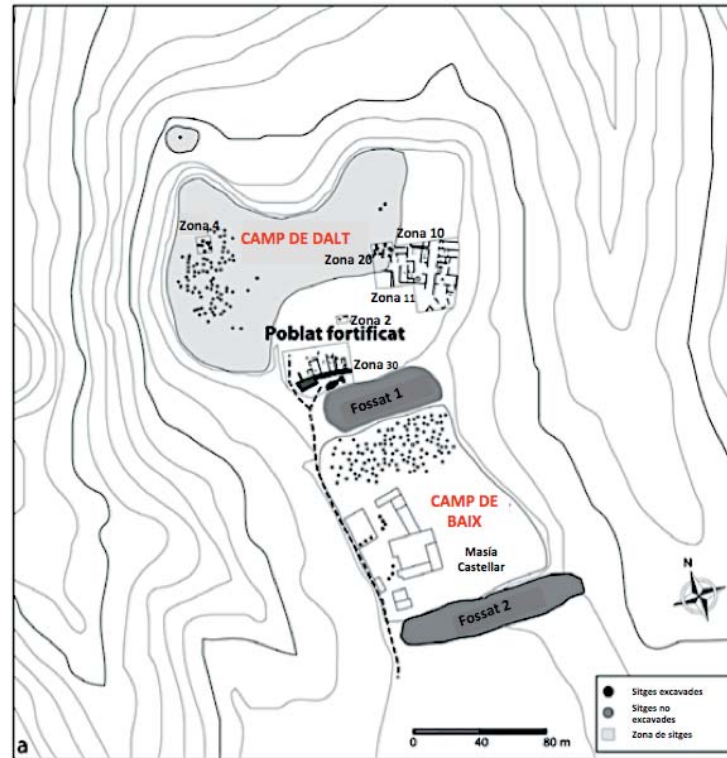 Zona 4
CAMP DE DALT
Zona 10
Zona 20
Zona 11
Zona 2
Poblat fortificat
Zona 30
Fossat 1
CAMP DE
BAIX
Masía
Castellar
Fossat 2
N
Sitges excavades
Sitges no
excavades
Zona de sitges
0 40 80 m
a